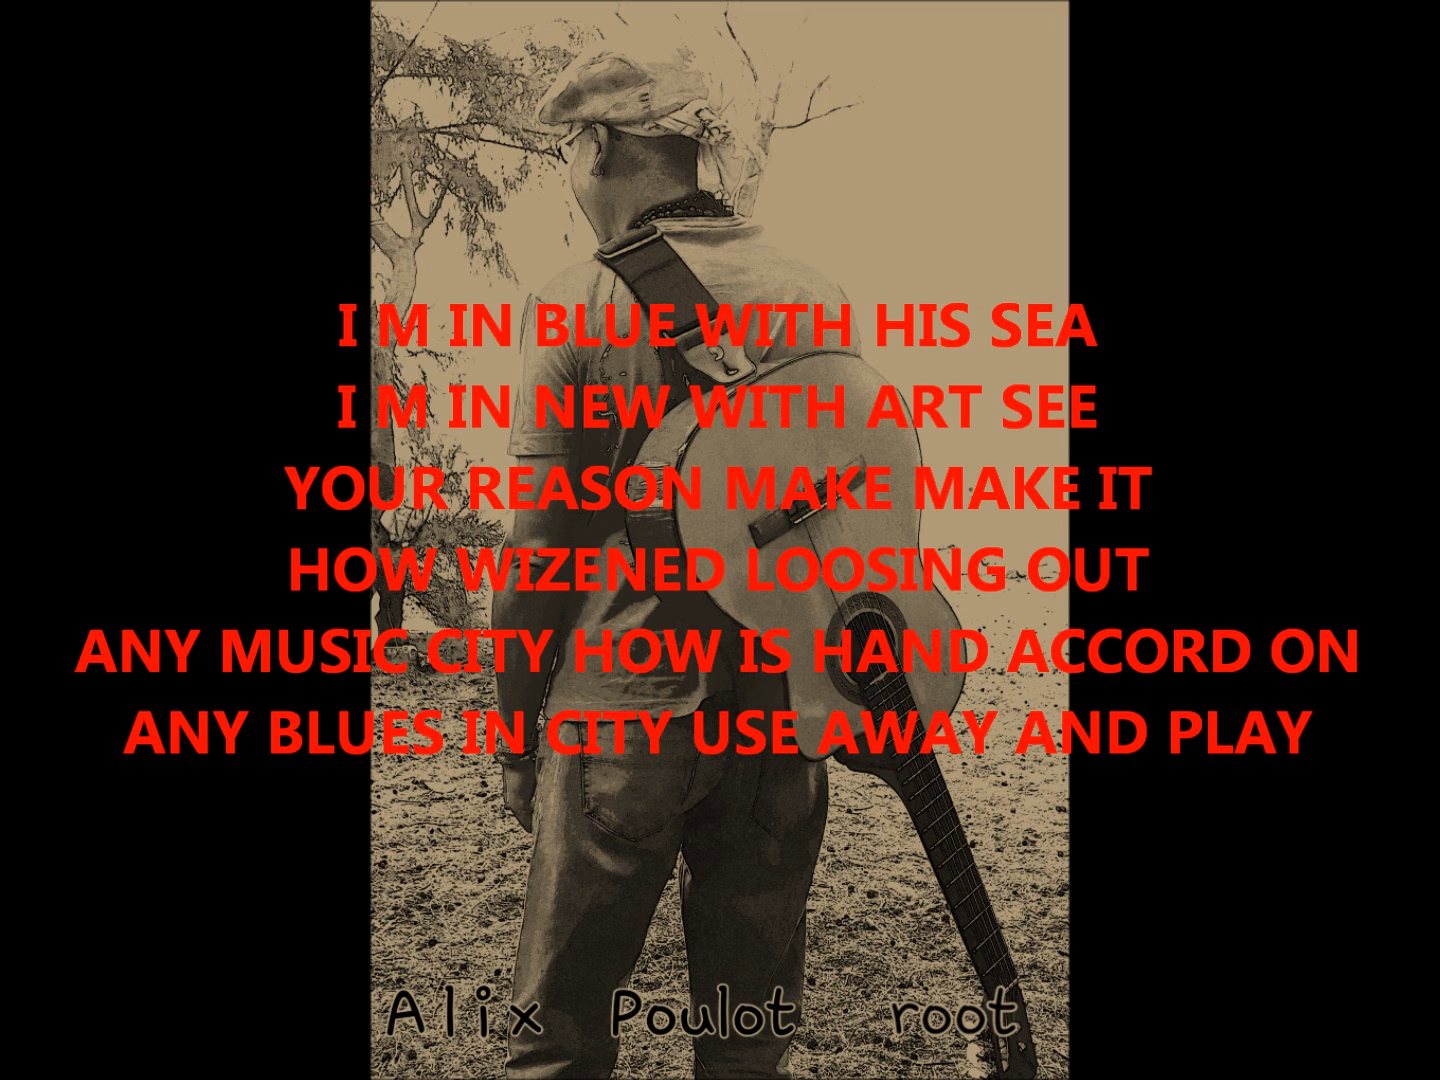 I M IN BLUE WITH HIS SEA
I M IN NEW WITH ART SEE
YOUR REASON MAKE MAKE IT
HOW WIZENED LOOSING OUT
ANY MUSIC CITY HOW IS HAND ACCORD ON
ANY BLUES IN CITY USE AWAY AND PLAY
Alix Poulot root